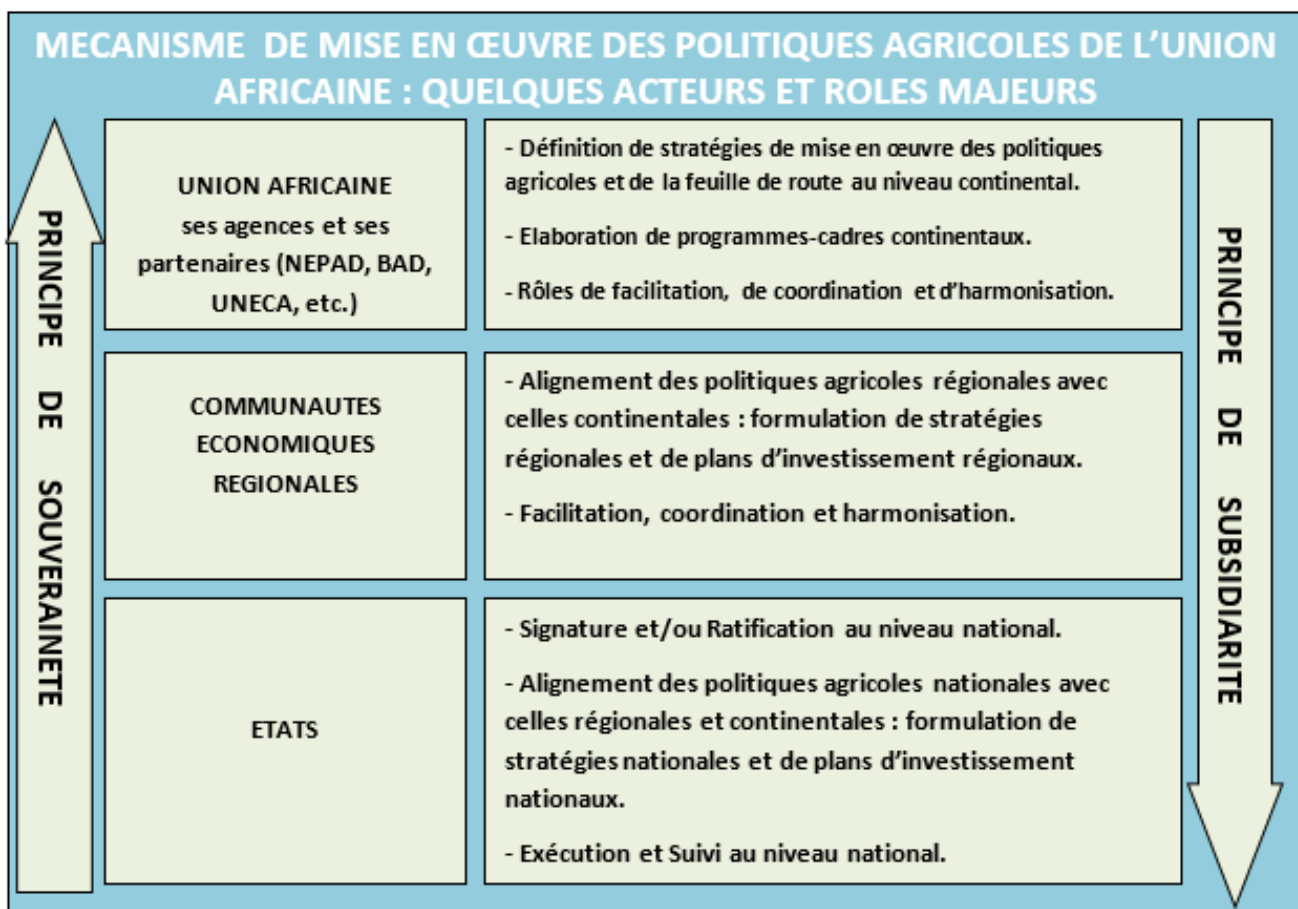 MECANISME DE MISE EN ŒUVRE DES POLITIQUES AGRICOLES DE L'UNION
AFRICAINE : QUELQUES ACTEURS ET ROLES MAJEURS
PRINCIPE DE SOUVERAINETE
UNION AFRICAINE
ses agences et ses
partenaires (NEPAD, BAD,
UNECA, etc.)
- Définition de stratégies de mise en œuvre des politiques
agricoles et de la feuille de route au niveau continental.
- Elaboration de programmes-cadres continentaux.
- Rôles de facilitation, de coordination et d'harmonisation.
COMMUNAUTES
ECONOMIQUES
REGIONALES
- Alignement des politiques agricoles régionales avec
celles continentales : formulation de stratégies
régionales et de plans d'investissement régionaux.
- Facilitation, coordination et harmonisation.
ETATS
- Signature et/ou Ratification au niveau national.
- Alignement des politiques agricoles nationales avec
celles régionales et continentales : formulation de
stratégies nationales et de plans d'investissement
nationaux.
- Exécution et Suivi au niveau national.
PRINCIPE DE SUBSIDIARITE